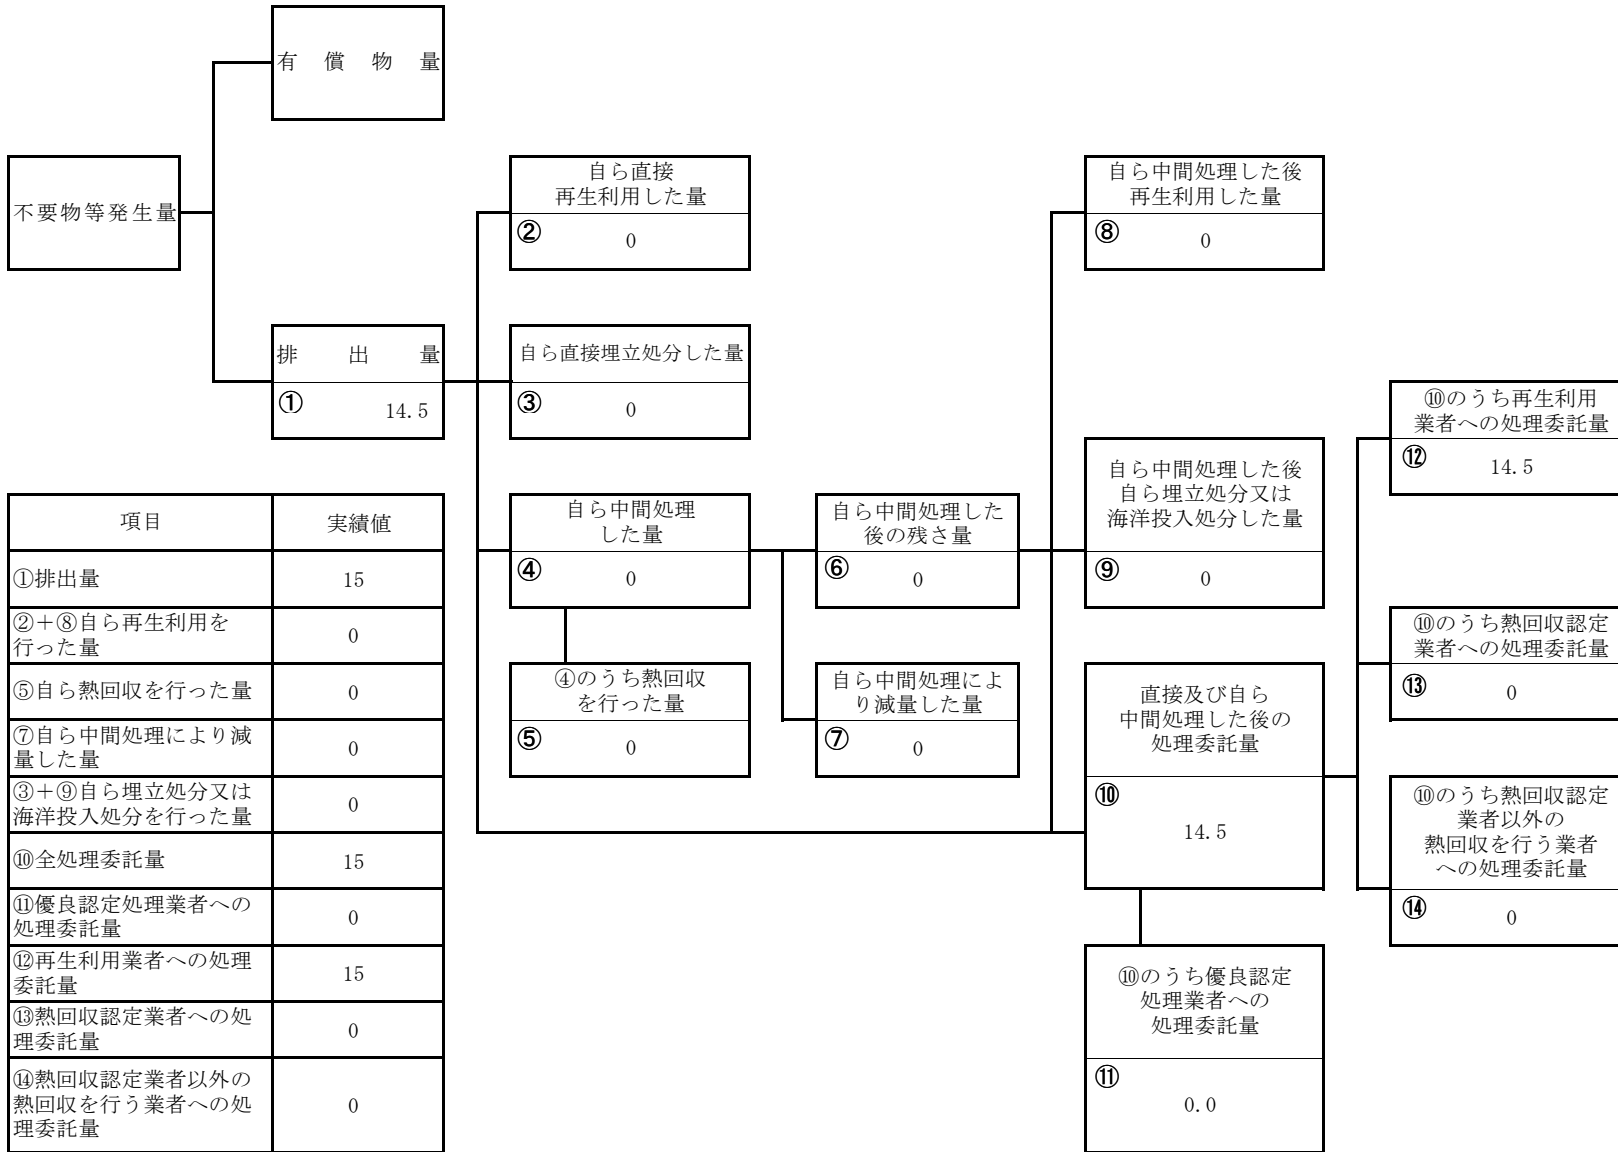 有償物量
不要物等発生量
自ら直接
再生利用した量
② 0
自ら中間処理した後
再生利用した量
⑧ 0
排出量
① 14.5
自ら直接埋立処分した量
③ 0
⑩のうち再生利用
業者への処理委託量
⑫ 14.5
自ら中間処理
した量
④ 0
自ら中間処理した
後の残さ量
⑥ 0
自ら中間処理した後
自ら埋立処分又は
海洋投入処分した量
⑨ 0
⑩のうち熱回収認定
業者への処理委託量
⑬ 0
④のうち熱回収
を行った量
⑤ 0
自ら中間処理によ
り減量した量
⑦ 0
直接及び自ら
中間処理した後の
処理委託量
⑩
14.5
⑩のうち熱回収認定
業者以外の
熱回収を行う業者
への処理委託量
⑭ 0
⑩のうち優良認定
処理業者への
処理委託量
⑪
0.0
項目 実績値
①排出量 15
②＋⑧自ら再生利用を
行った量 0
⑤自ら熱回収を行った量 0
⑦自ら中間処理により減
量した量 0
③＋⑨自ら埋立処分又は
海洋投入処分を行った量 0
⑩全処理委託量 15
⑪優良認定処理業者への
処理委託量 0
⑫再生利用業者への処理
委託量 15
⑬熱回収認定業者への処
理委託量 0
⑭熱回収認定業者以外の
熱回収を行う業者への処
理委託量 0